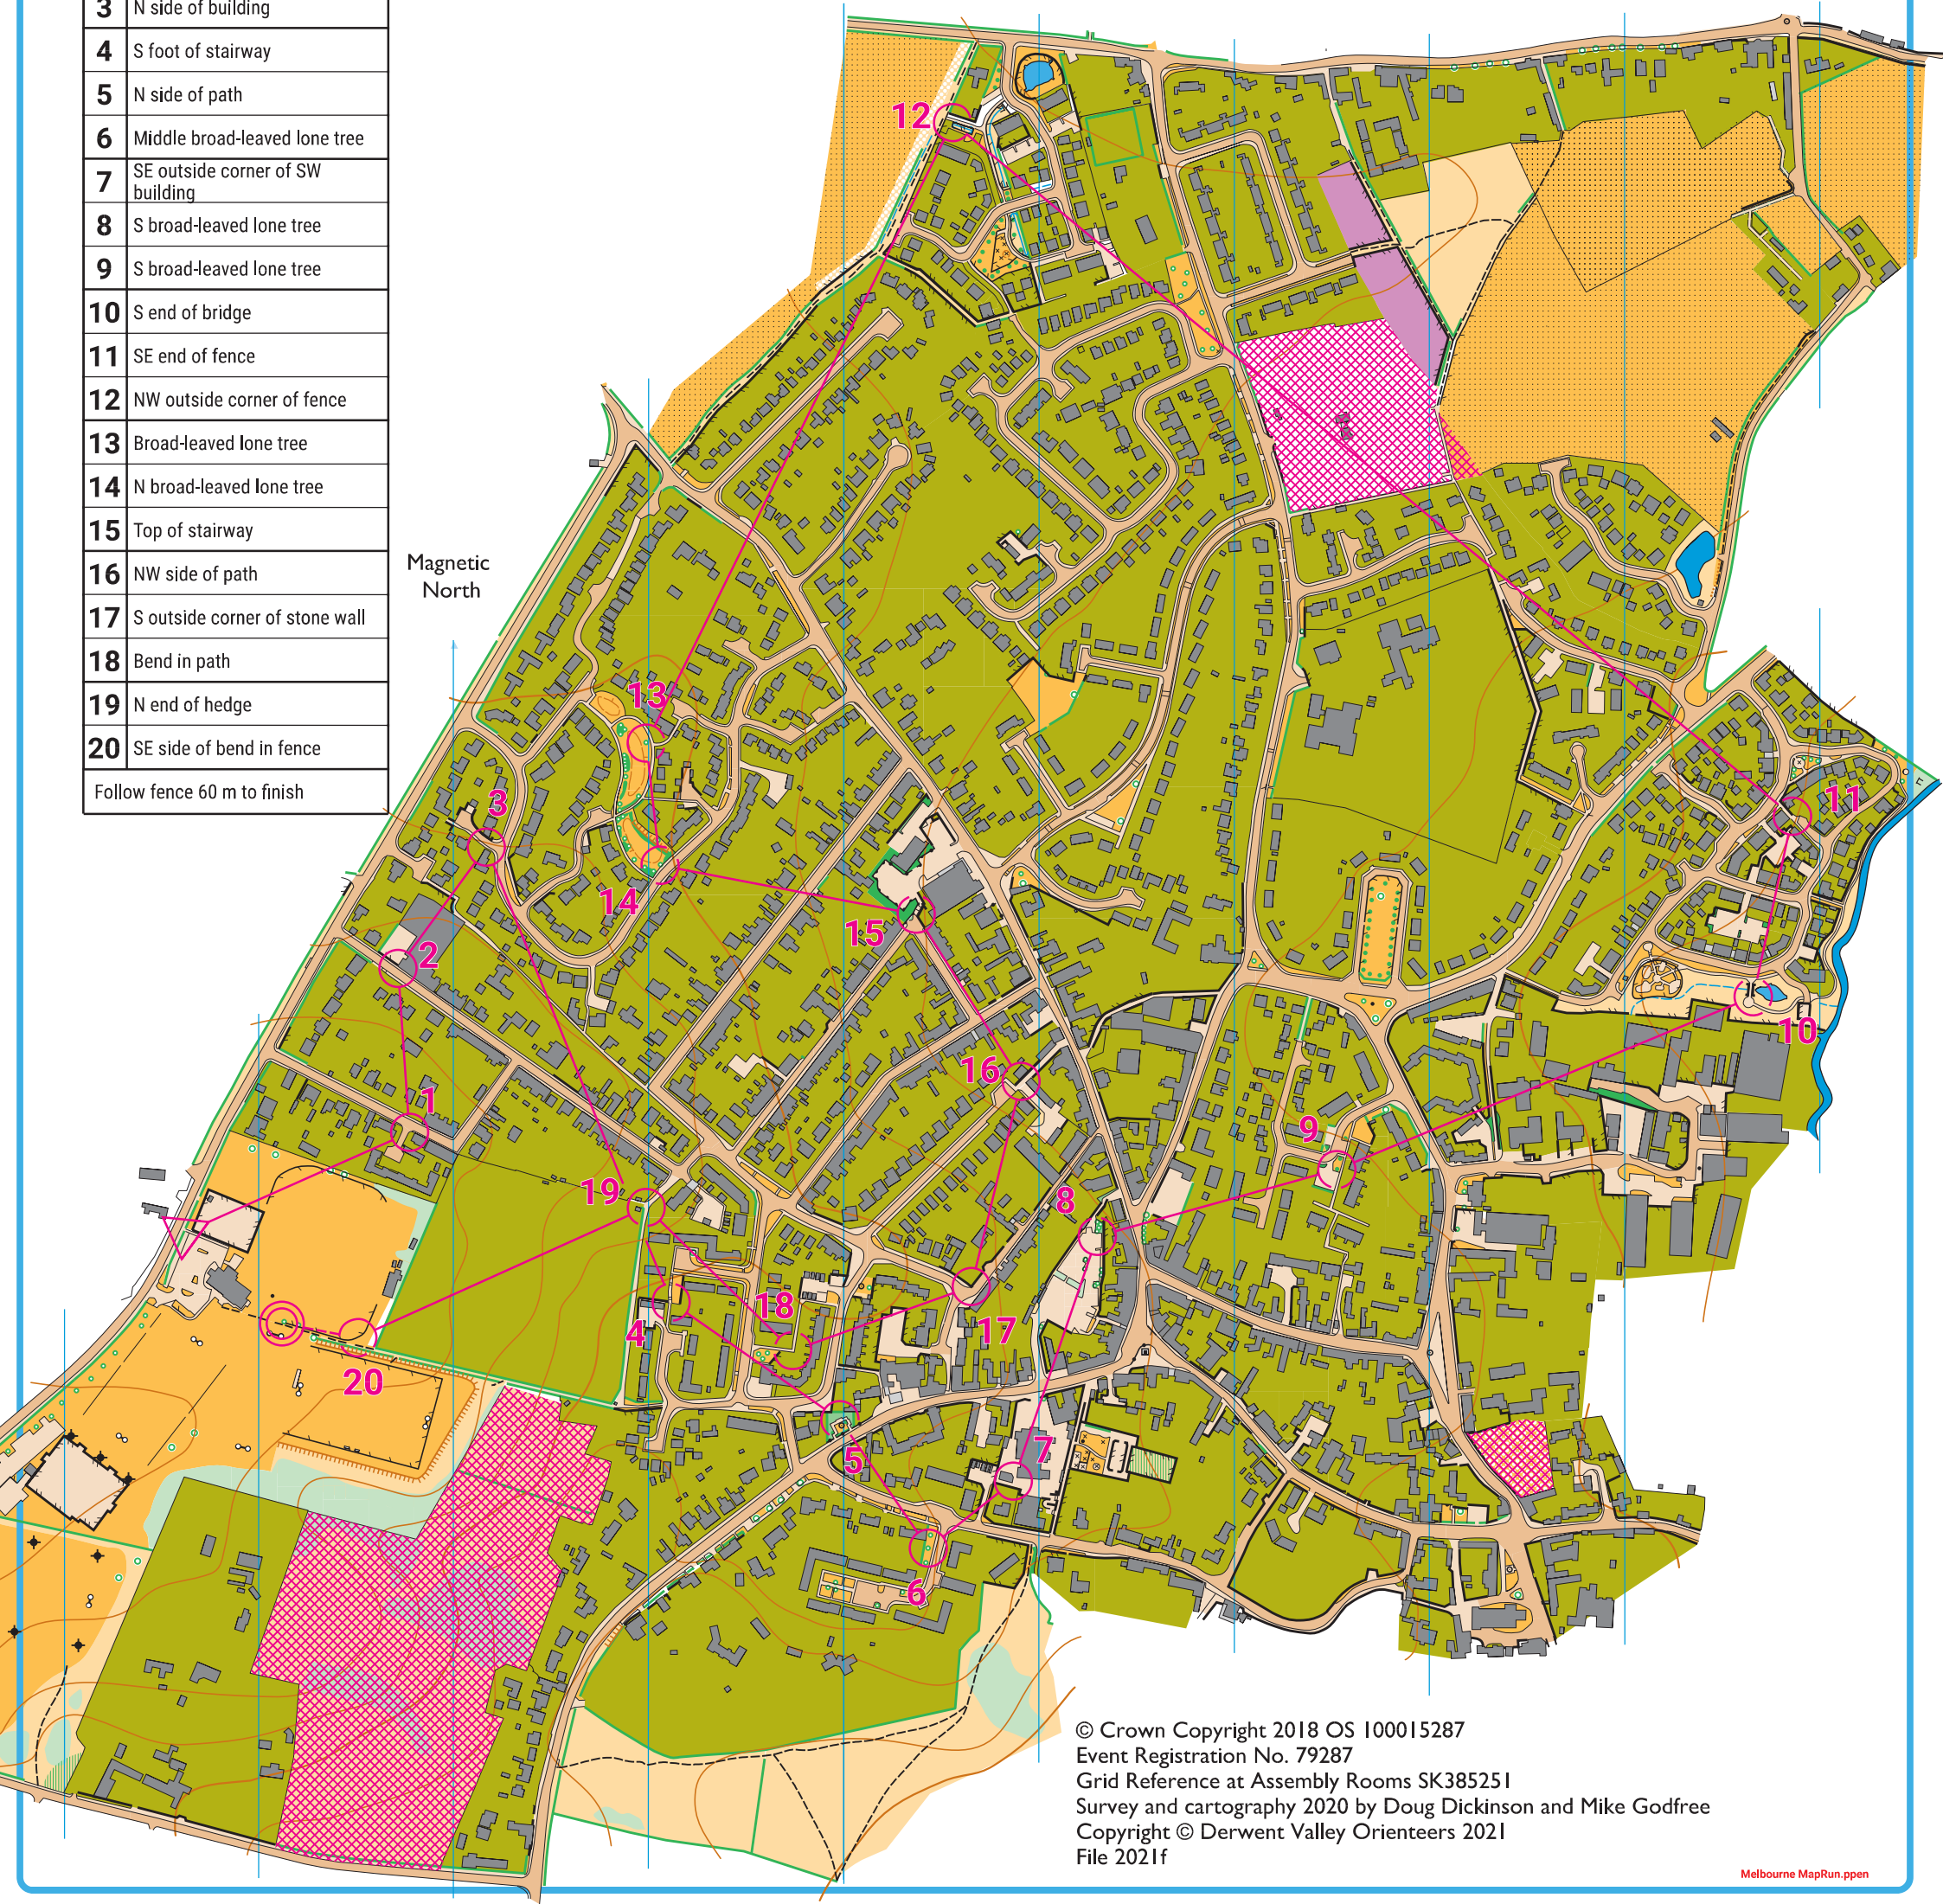 3 N side of building
4 S foot of stairway
5 N side of path
6 Middle broad-leaved lone tree
7 SE outside corner of SW
building
8 S broad-leaved lone tree
9 S broad-leaved lone tree
10 S end of bridge
11 SE end of fence
12 NW outside corner of fence
13 Broad-leaved lone tree
14 N broad-leaved lone tree
15 Top of stairway
16 NW side of path
17 S outside corner of stone wall
18 Bend in path
19 N end of hedge
20 SE side of bend in fence
Follow fence 60 m to finish
Magnetic
North
12
13
3
11
14
15
2
10
16
1
9
19
8
18
17
4
20
7
5
6
© Crown Copyright 2018 OS 100015287
Event Registration No. 79287
Grid Reference at Assembly Rooms SK385251
Survey and cartography 2020 by Doug Dickinson and Mike Godfree
Copyright © Derwent Valley Orienteers 2021
File 2021f
Melbourne MapRun.ppen